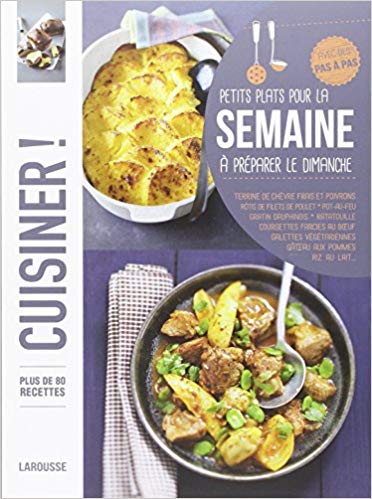 CUISINER !
PLUS DE 80
RECETTES
LAROUSSE
AVEC DES
PAS À PAS
PETITS PLATS POUR LA
SEMAINE
À PRÉPARER LE DIMANCHE
TERRINE DE CHÈVRE FRAIS ET POIVRONS
RÔTIS DE FILETS DE POULET * POT-AU-FEU
GRATIN DAUPHINOIS * RATATOUILLE
COURGETTES FARCIES AU BŒUF
GALETTES VÉGÉTARIENNES
GÂTEAU AUX POMMES
RIZ AU LAIT...